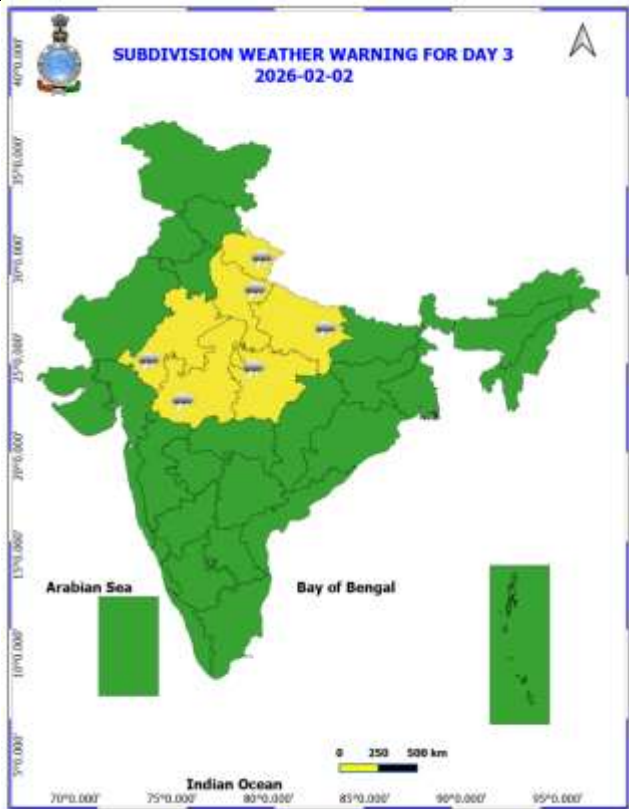 SUBDIVISION WEATHER WARNING FOR DAY 3
2026-02-02
40°0.000'
35°0.000'
30°0.000'
25°0.000'
20°0.000'
15°0.000'
10°0.000'
5°0.000'
Arabian Sea
Bay of Bengal
0 250 500 km
Indian Ocean
70°0.000' 75°0.000' 80°0.000' 85°0.000' 90°0.000' 95°0.000'